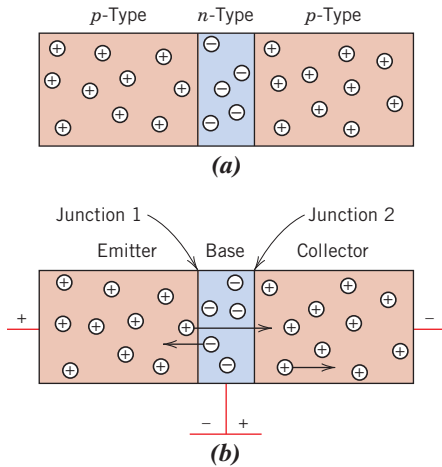 p-Type n-Type p-Type
(a)
Junction 1 Junction 2
Emitter Base Collector
+ −
− +
(b)